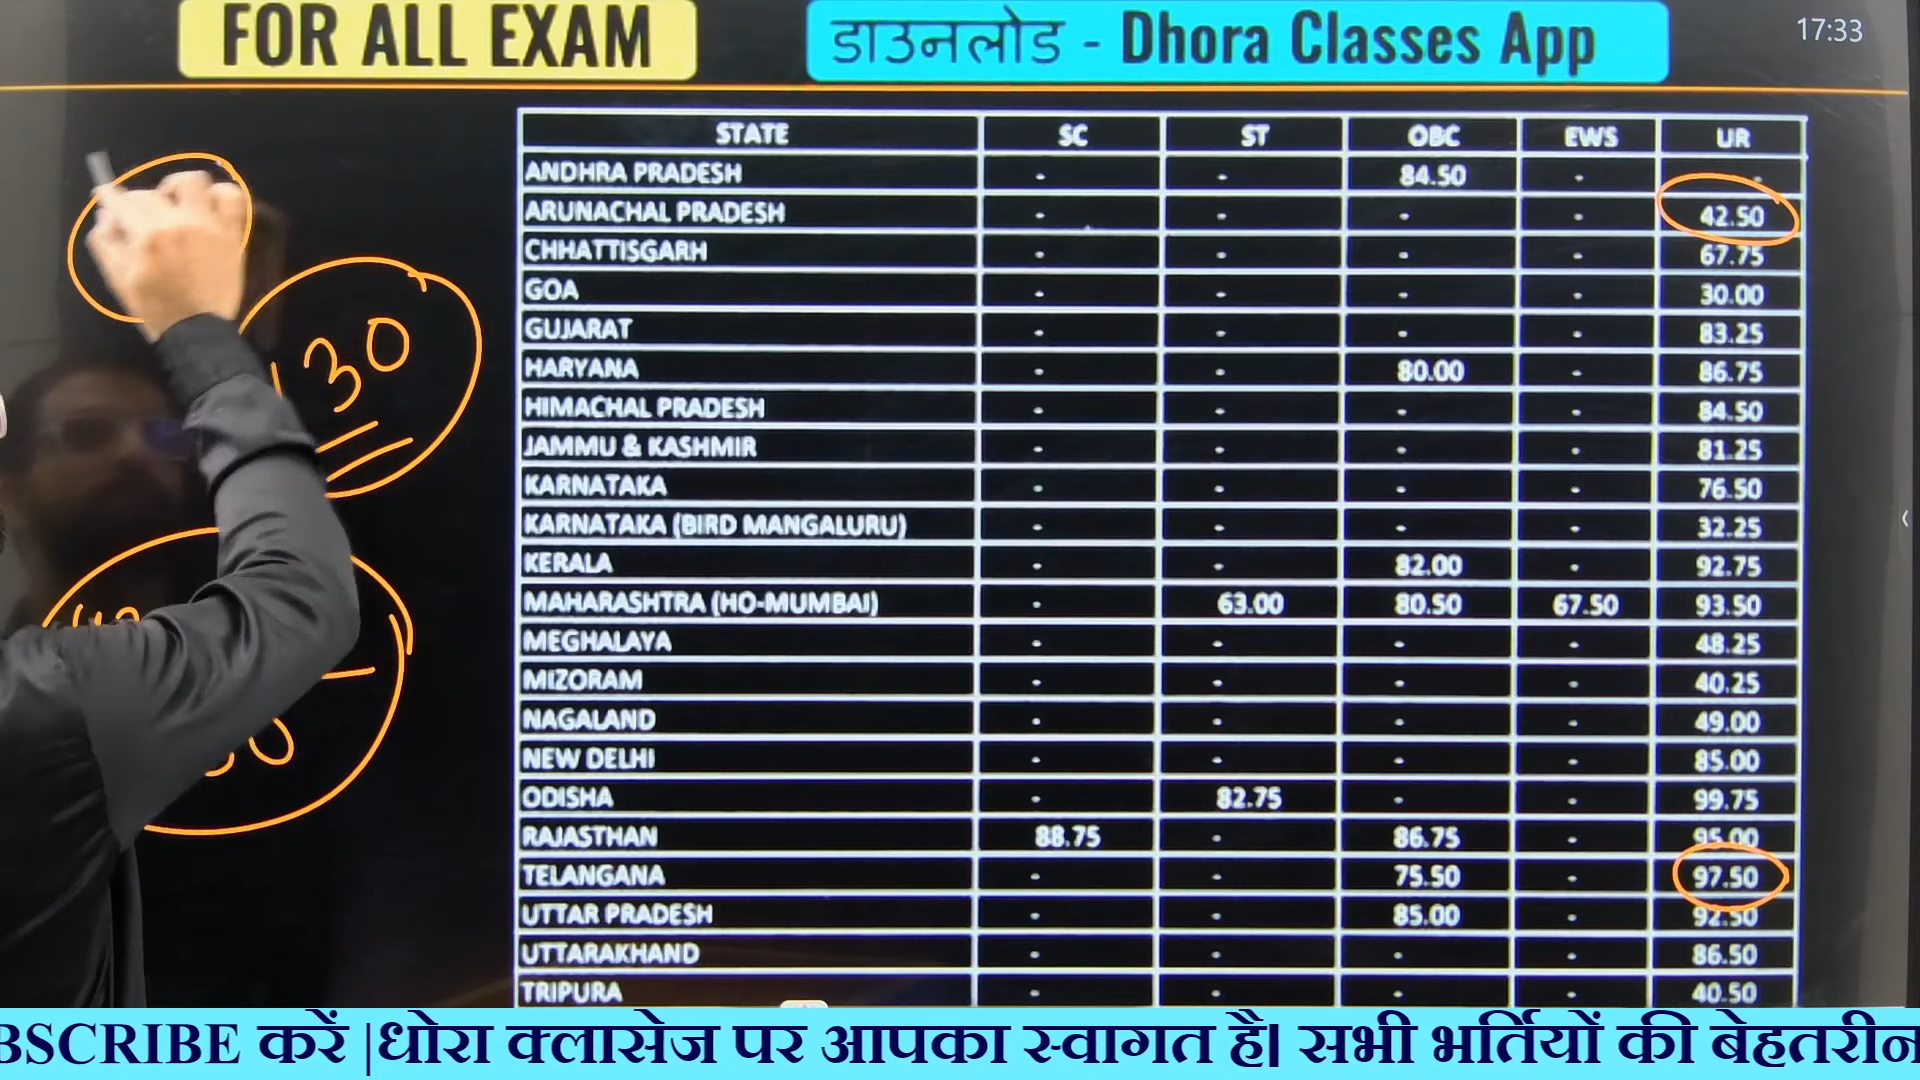 FOR ALL EXAM
डाउनलोड - Dhora Classes App
17:33
STATE SC ST OBC EWS UR
ANDHRA PRADESH - - 84.50 - -
ARUNACHAL PRADESH - - - - 42.50
CHHATTISGARH - - - - 67.75
GOA - - - - 30.00
GUJARAT - - - - 83.25
HARYANA - - 80.00 - 86.75
HIMACHAL PRADESH - - - - 84.50
JAMMU & KASHMIR - - - - 81.25
KARNATAKA - - - - 76.50
KARNATAKA (BIRD MANGALURU) - - - - 32.25
KERALA - - 82.00 - 92.75
MAHARASHTRA (HO-MUMBAI) - 63.00 80.50 67.50 93.50
MEGHALAYA - - - - 48.25
MIZORAM - - - - 40.25
NAGALAND - - - - 49.00
NEW DELHI - - - - 85.00
ODISHA - 82.75 - - 99.75
RAJASTHAN 88.75 - 86.75 - 95.00
TELANGANA - - 75.50 - 97.50
UTTAR PRADESH - - 85.00 - 92.50
UTTARAKHAND - - - - 86.50
TRIPURA - - - - 40.50
130
BSCRIBE करें |धोरा क्लासेज पर आपका स्वागत है| सभी भर्तियों की बेहतरीन